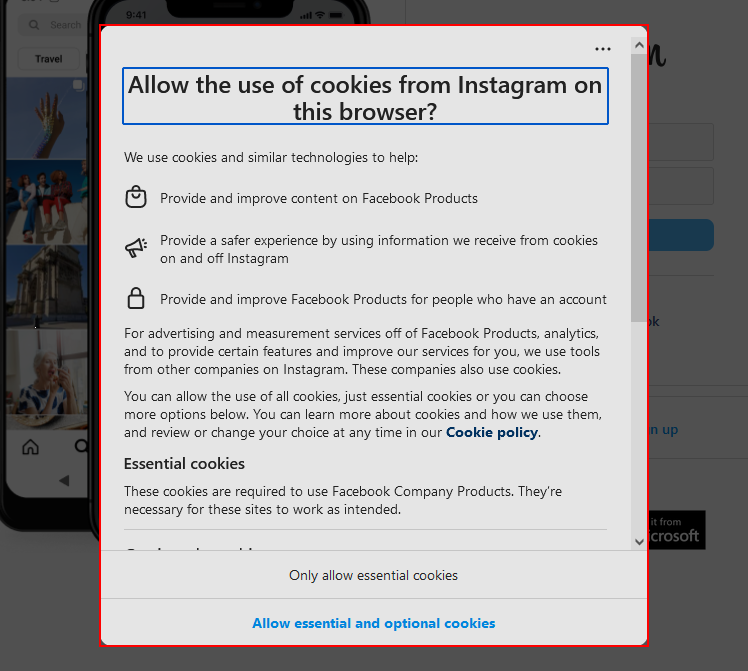 9:41
Search
Travel
Allow the use of cookies from Instagram on
this browser?
We use cookies and similar technologies to help:
Provide and improve content on Facebook Products
Provide a safer experience by using information we receive from cookies
on and off Instagram
Provide and improve Facebook Products for people who have an account
For advertising and measurement services off of Facebook Products, analytics,
and to provide certain features and improve our services for you, we use tools
from other companies on Instagram. These companies also use cookies.
You can allow the use of all cookies, just essential cookies or you can choose
more options below. You can learn more about cookies and how we use them,
and review or change your choice at any time in our Cookie policy.
Essential cookies
These cookies are required to use Facebook Company Products. They're
necessary for these sites to work as intended.
Only allow essential cookies
Allow essential and optional cookies
up
it from